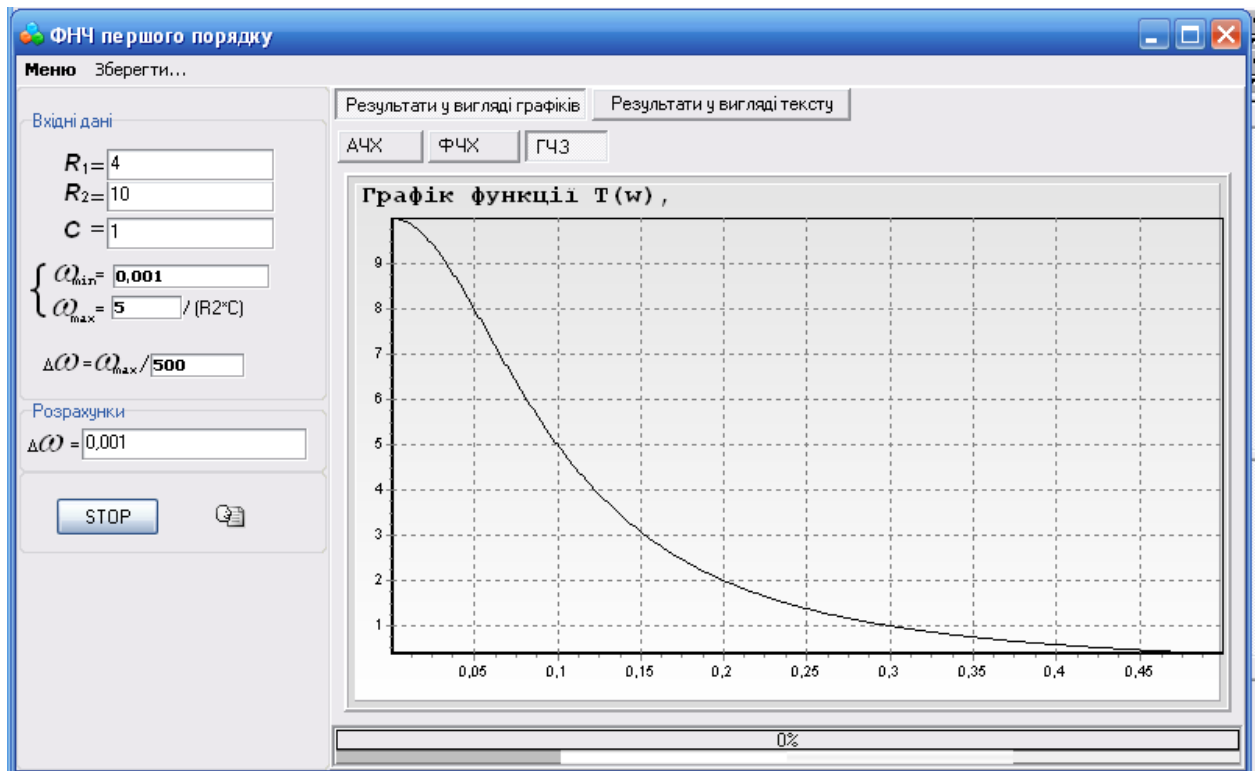 ФНЧ першого порядку
Меню Зберегти...
Вхідні дані
R1= 4
R2= 10
C = 1
ωmin= 0,001
ωmax= 5 / (R2*C)
Δω = ωmax / 500
Розрахунки
Δω = 0,001
STOP
Результати у вигляді графіків Результати у вигляді тексту
АЧХ ФЧХ ГЧЗ
Графік функції T(w),
9
8
7
6
5
4
3
2
1
0,05 0,1 0,15 0,2 0,25 0,3 0,35 0,4 0,45
0%